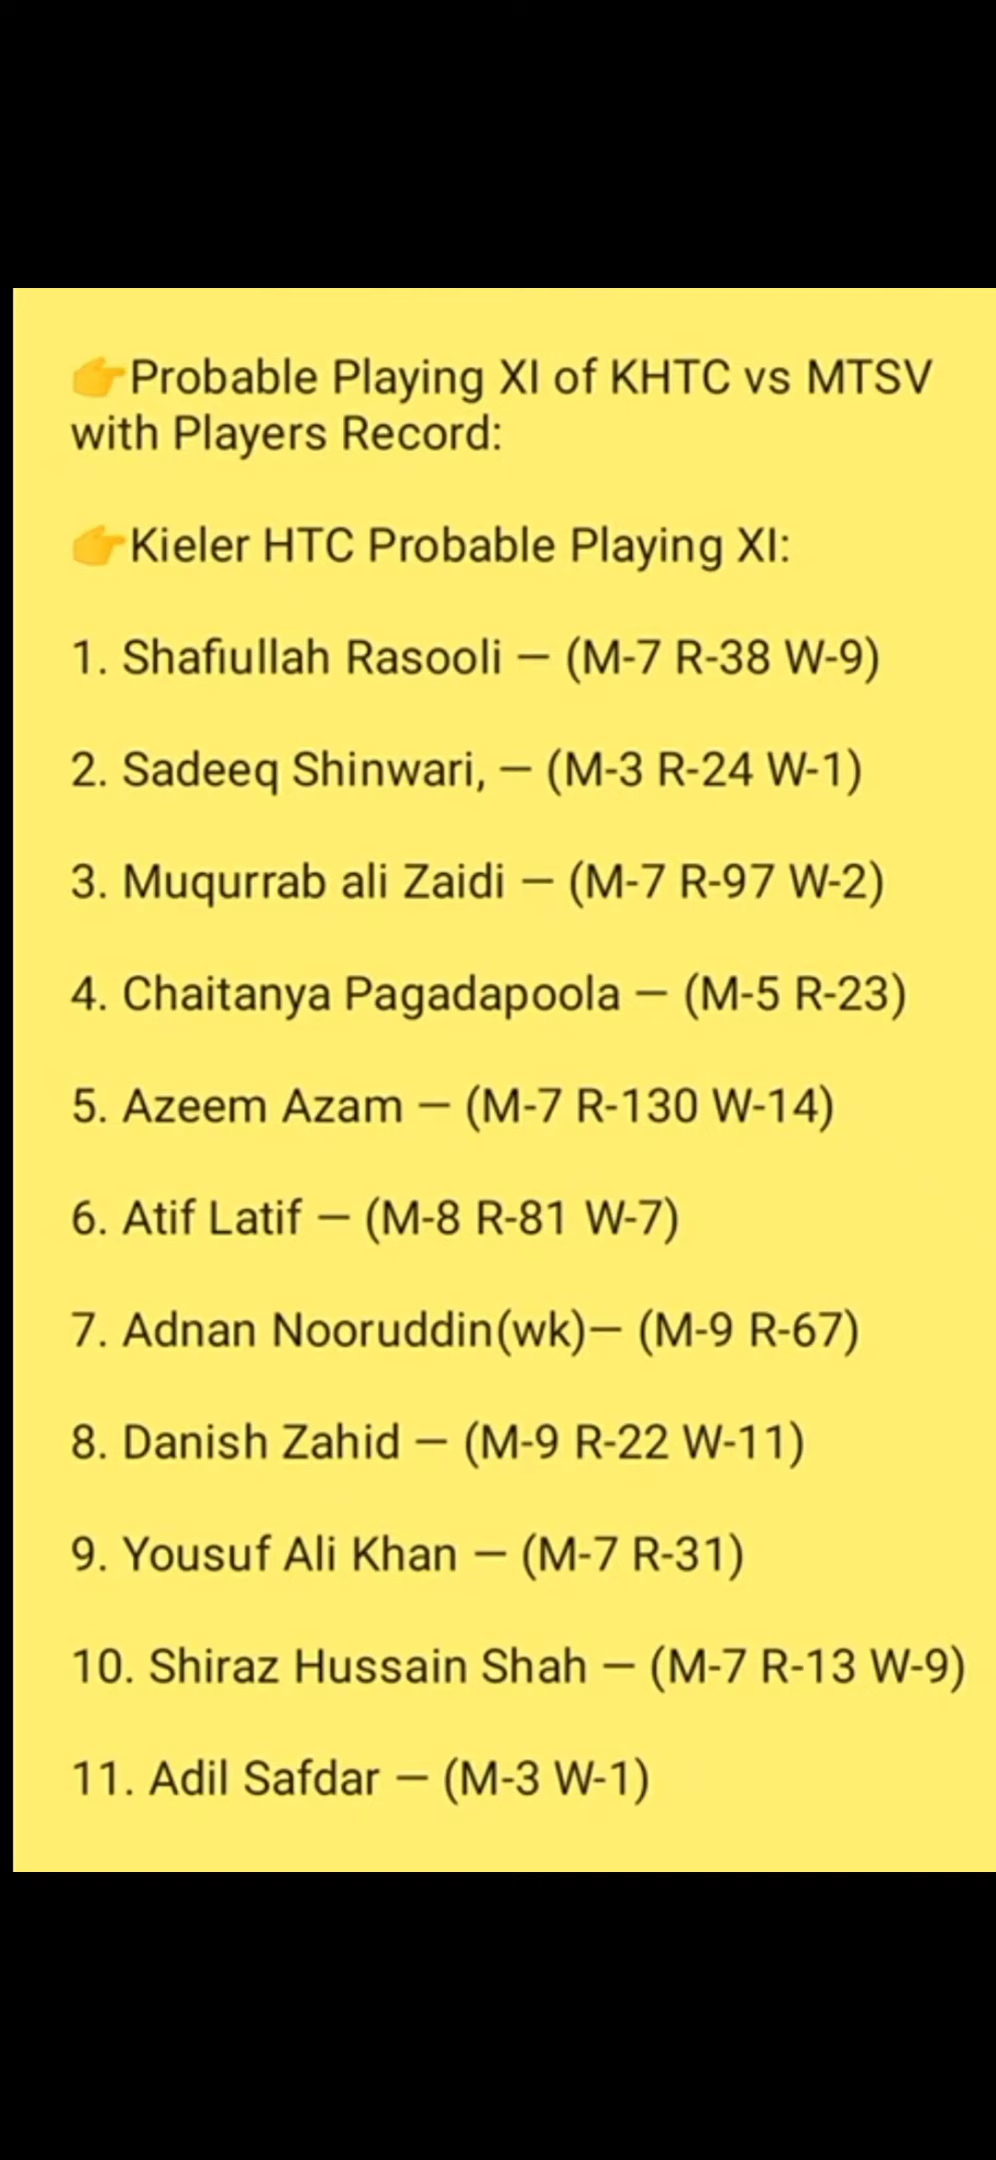 👉Probable Playing XI of KHTC vs MTSV
with Players Record:
👉Kieler HTC Probable Playing XI:
1. Shafiullah Rasooli – (M-7 R-38 W-9)
2. Sadeeq Shinwari, – (M-3 R-24 W-1)
3. Muqurrab ali Zaidi – (M-7 R-97 W-2)
4. Chaitanya Pagadapoola – (M-5 R-23)
5. Azeem Azam – (M-7 R-130 W-14)
6. Atif Latif – (M-8 R-81 W-7)
7. Adnan Nooruddin(wk)– (M-9 R-67)
8. Danish Zahid – (M-9 R-22 W-11)
9. Yousuf Ali Khan – (M-7 R-31)
10. Shiraz Hussain Shah – (M-7 R-13 W-9)
11. Adil Safdar – (M-3 W-1)